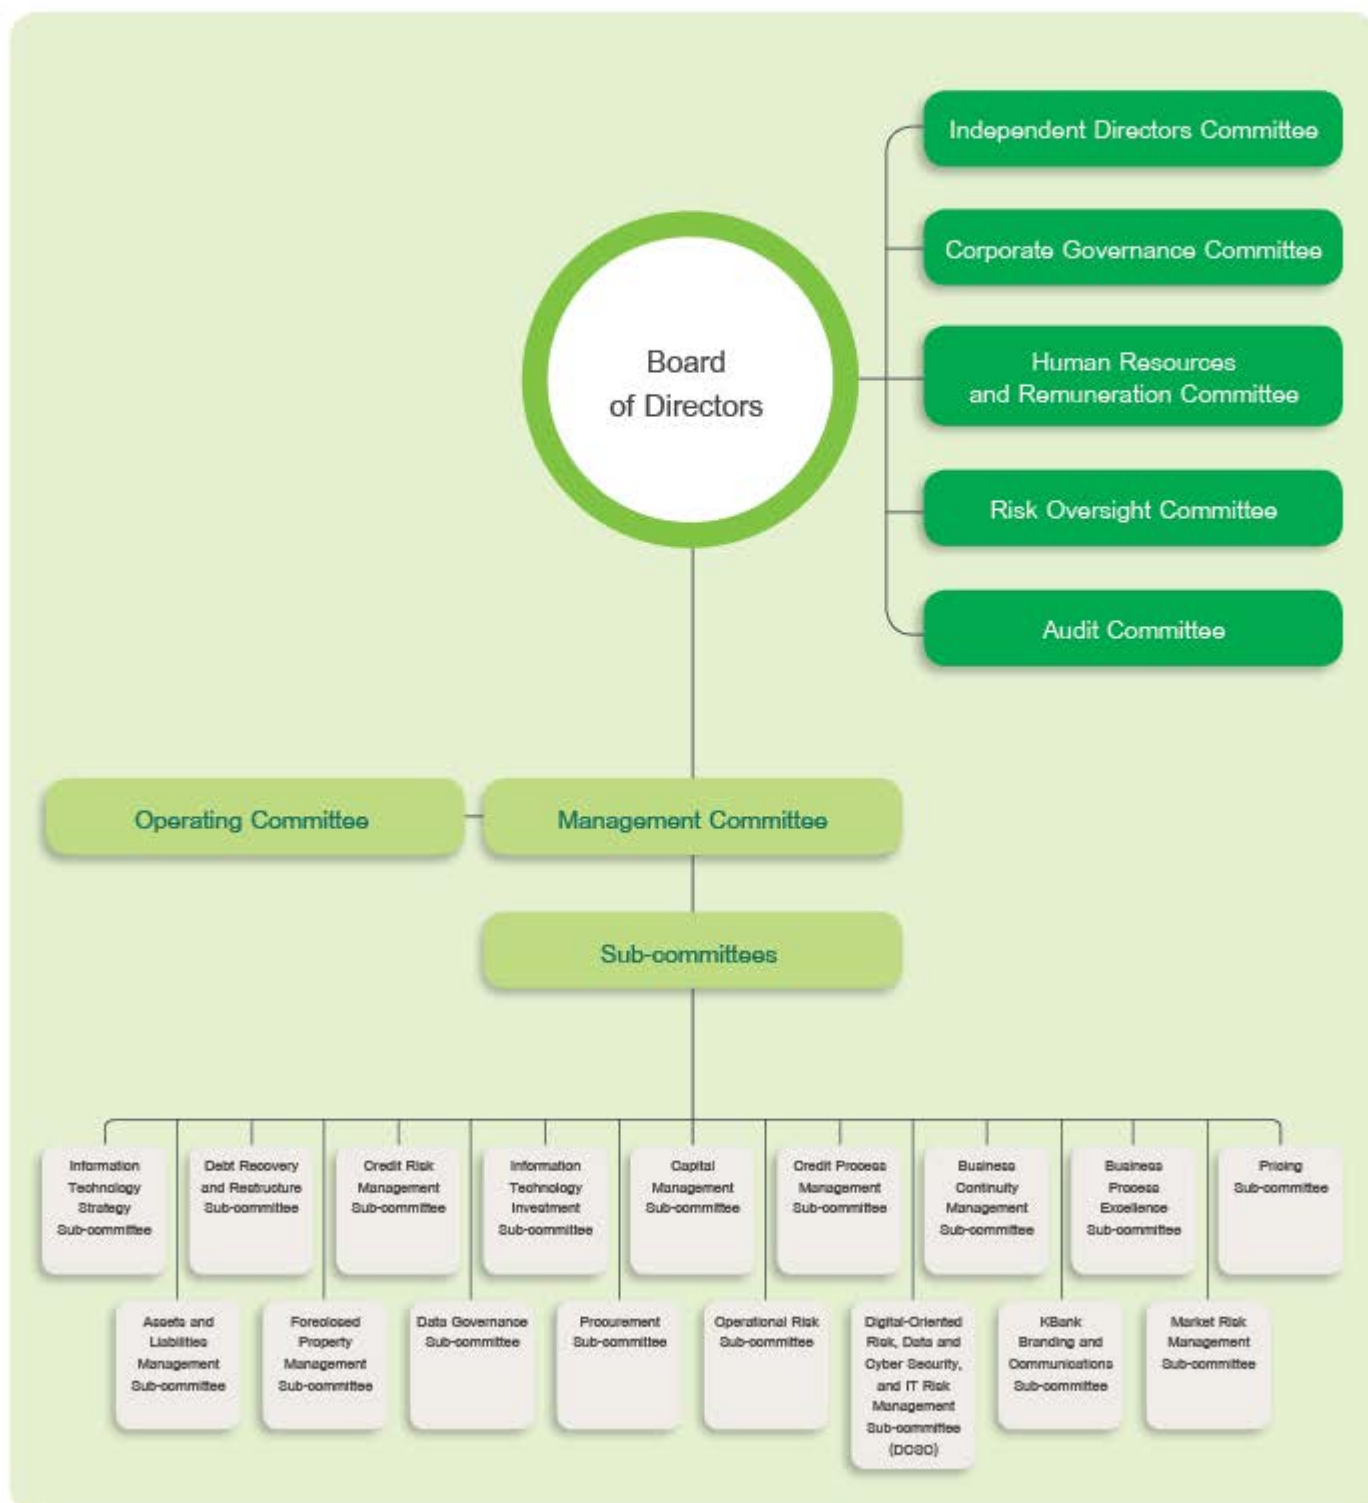 Independent Directors Committee
Corporate Governance Committee
Human Resources
and Remuneration Committee
Board
of Directors
Risk Oversight Committee
Audit Committee
Operating Committee
Management Committee
Sub-committees
Information
Technology
Strategy
Sub-committee
Debt Recovery
and Restructure
Sub-committee
Credit Risk
Management
Sub-committee
Information
Technology
Investment
Sub-committee
Capital
Management
Sub-committee
Credit Process
Management
Sub-committee
Business
Continuity
Management
Sub-committee
Business
Process
Excellence
Sub-committee
Pricing
Sub-committee
Assets and
Liabilities
Management
Sub-committee
Foreclosed
Property
Management
Sub-committee
Data Governance
Sub-committee
Procurement
Sub-committee
Operational Risk
Sub-committee
Digital-Oriented
Risk, Data and
Cyber Security,
and IT Risk
Management
Sub-committee
(DCSC)
KBank
Branding and
Communications
Sub-committee
Market Risk
Management
Sub-committee